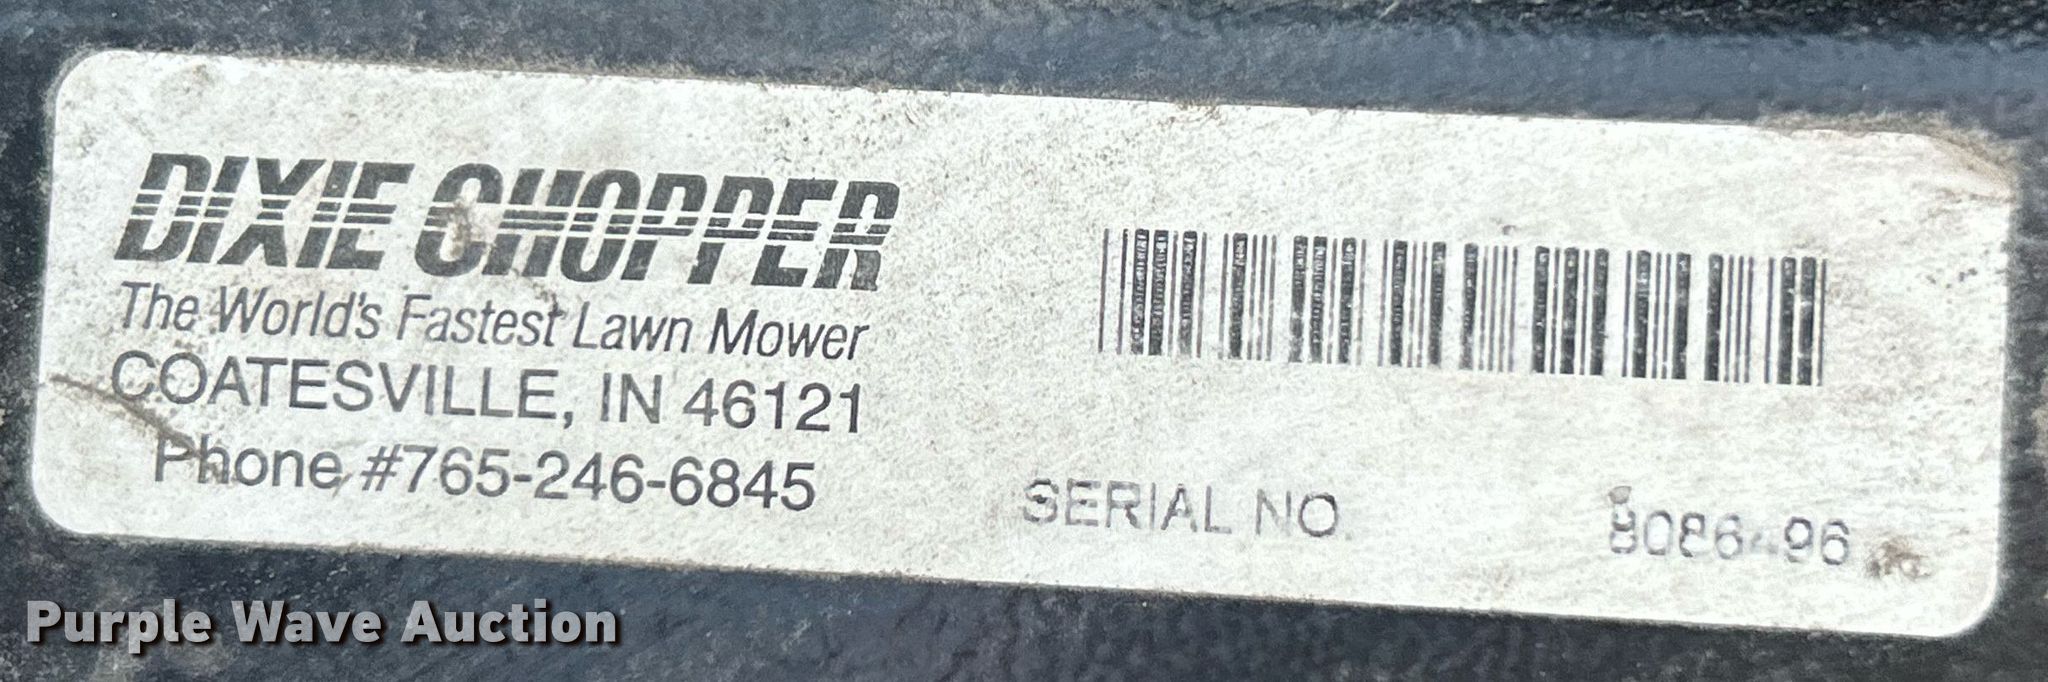 DIXIE CHOPPER
The World's Fastest Lawn Mower
COATESVILLE, IN 46121
Phone #765-246-6845
SERIAL NO.
Purple Wave Auction